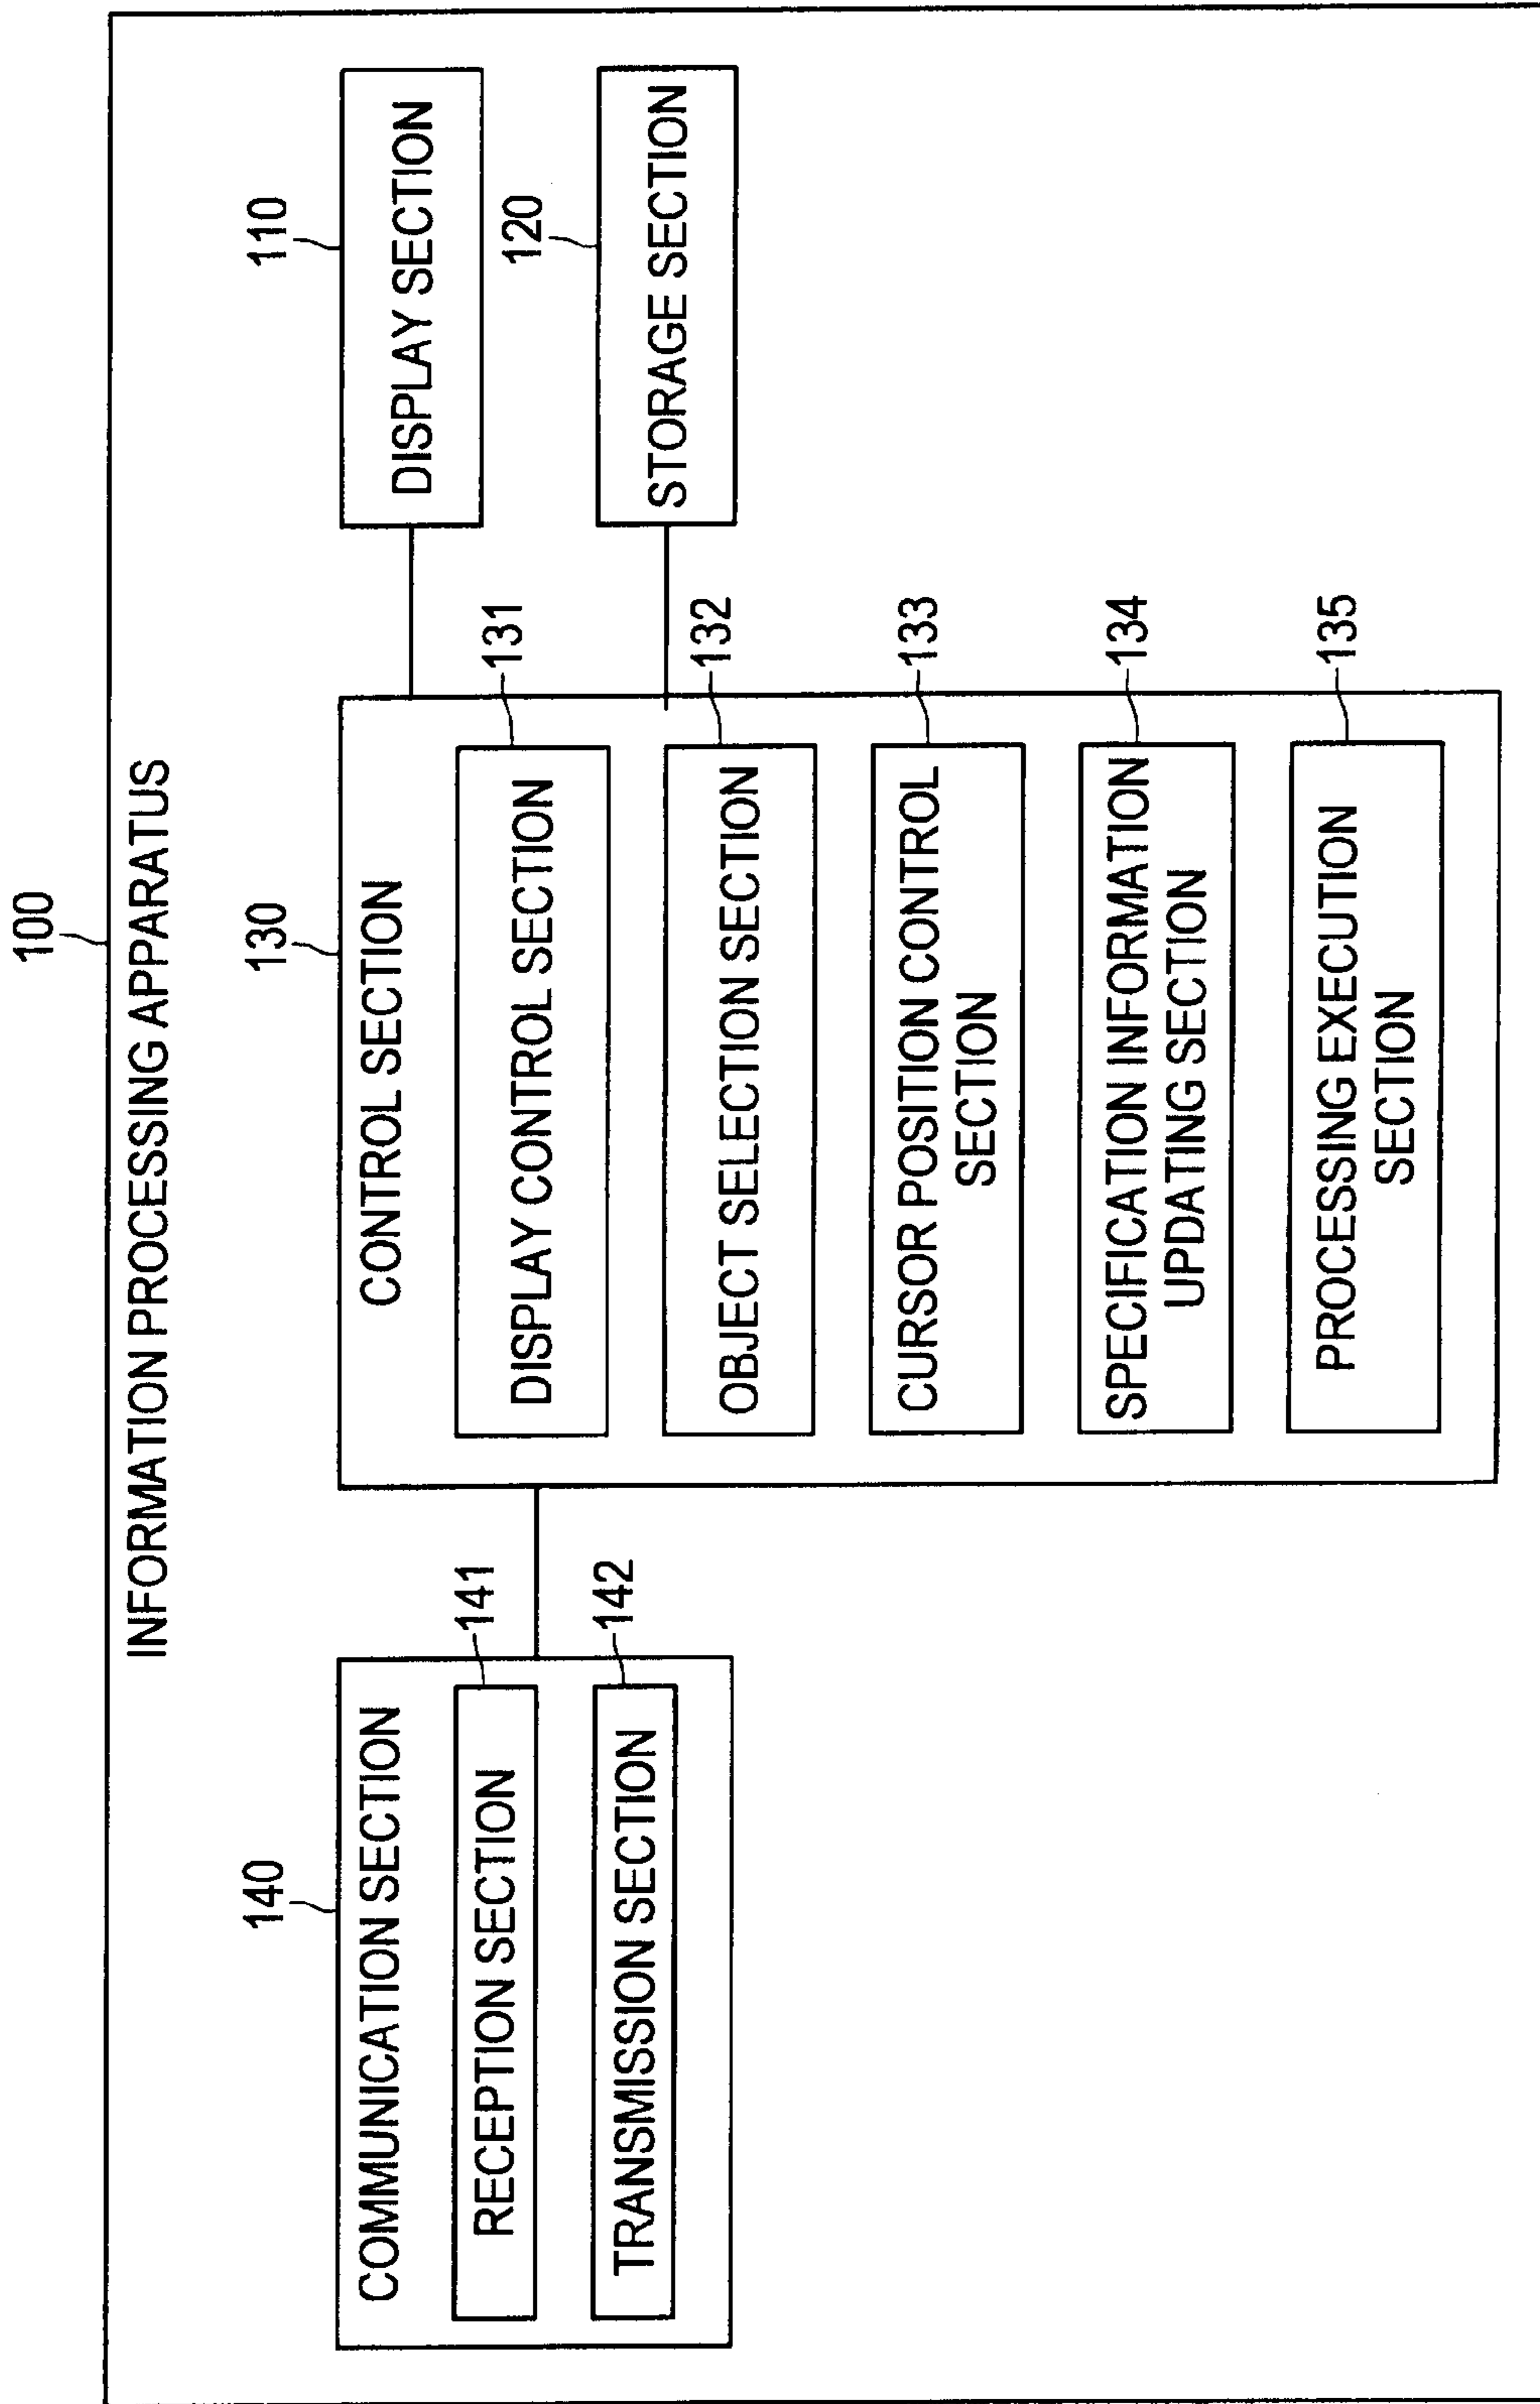 100
INFORMATION PROCESSING APPARATUS
140
COMMUNICATION SECTION
141
RECEPTION SECTION
142
TRANSMISSION SECTION
130
CONTROL SECTION
131
DISPLAY CONTROL SECTION
132
OBJECT SELECTION SECTION
133
CURSOR POSITION CONTROL
SECTION
134
SPECIFICATION INFORMATION
UPDATING SECTION
135
PROCESSING EXECUTION
SECTION
110
DISPLAY SECTION
120
STORAGE SECTION